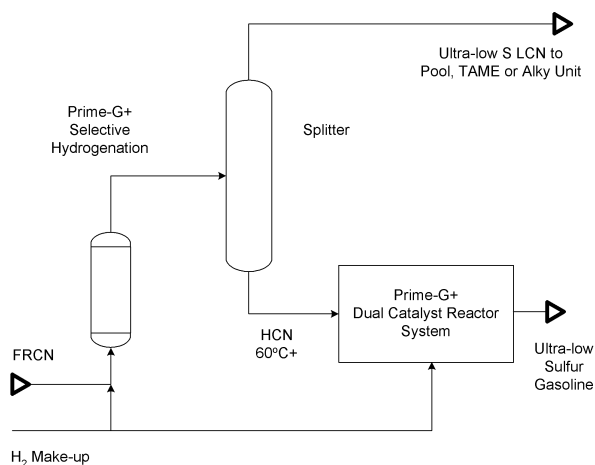 Ultra-low S LCN to
Pool, TAME or Alky Unit
Prime-G+
Selective
Hydrogenation
Splitter
Prime-G+
Dual Catalyst Reactor
System
HCN
60ºC+
FRCN
Ultra-low
Sulfur
Gasoline
H₂ Make-up